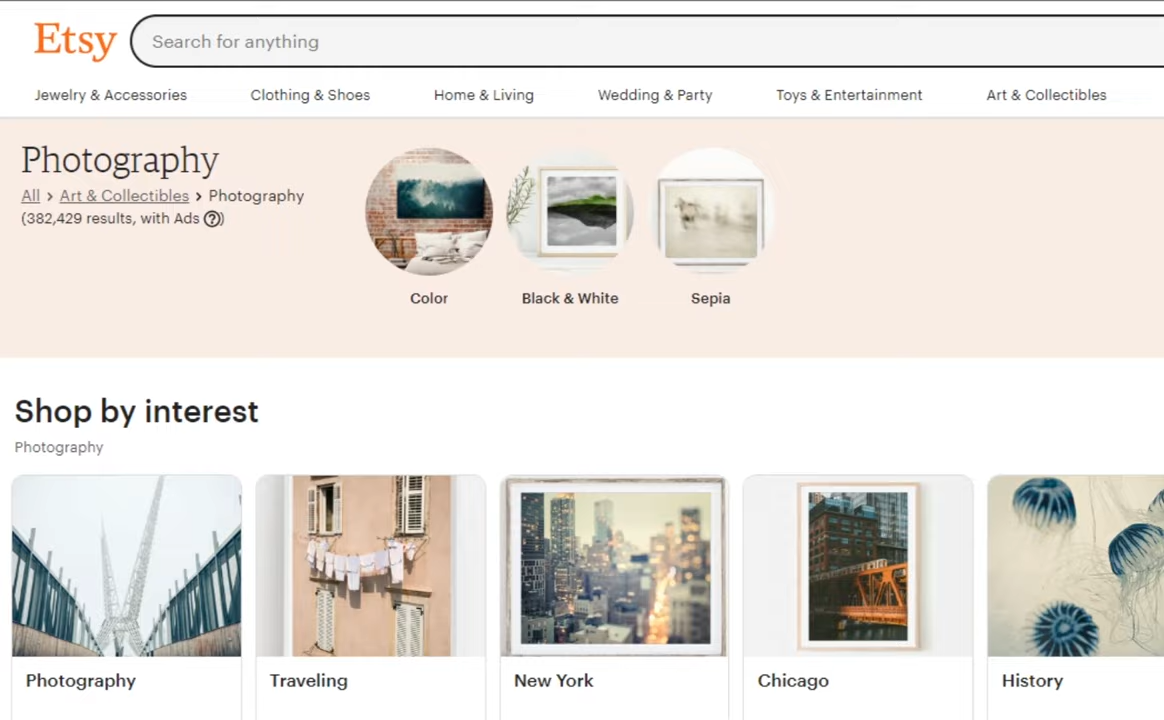 Etsy
Search for anything
Jewelry & Accessories
Clothing & Shoes
Home & Living
Wedding & Party
Toys & Entertainment
Art & Collectibles
Photography
All > Art & Collectibles > Photography
(382,429 results, with Ads ?)
Color
Black & White
Sepia
Shop by interest
Photography
Photography
Traveling
New York
Chicago
History